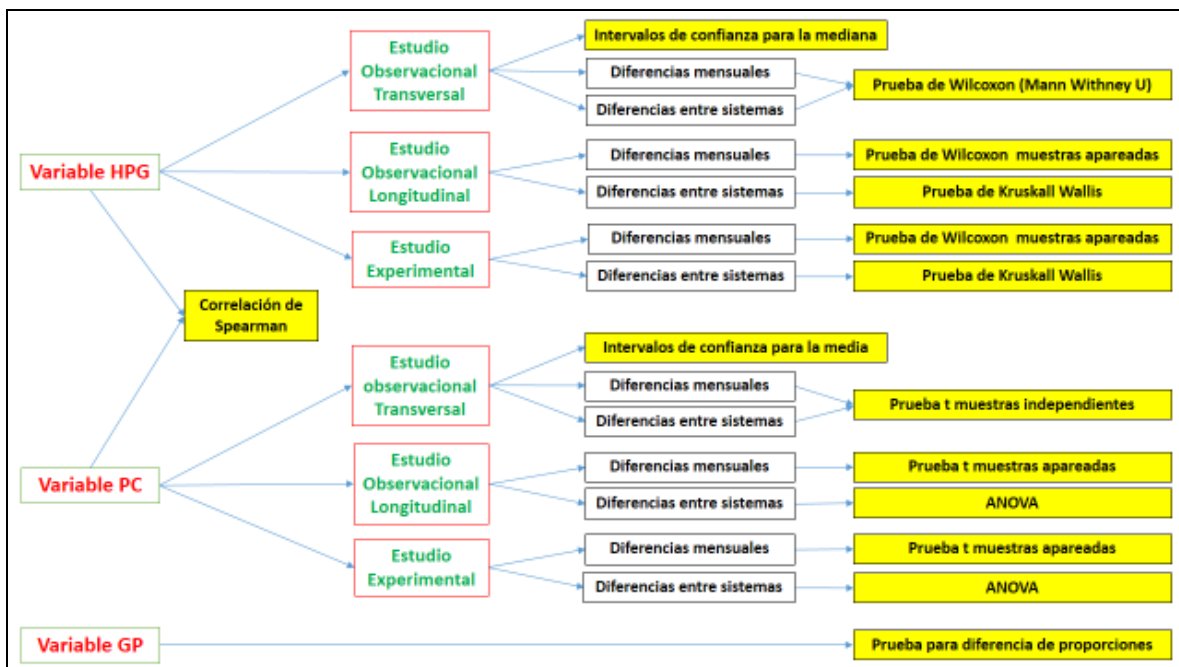 Variable HPG
Estudio
Observacional
Transversal
Intervalos de confianza para la mediana
Diferencias mensuales
Diferencias entre sistemas
Prueba de Wilcoxon (Mann Withney U)
Estudio
Observacional
Longitudinal
Diferencias mensuales
Prueba de Wilcoxon muestras apareadas
Diferencias entre sistemas
Prueba de Kruskall Wallis
Estudio
Experimental
Diferencias mensuales
Prueba de Wilcoxon muestras apareadas
Diferencias entre sistemas
Prueba de Kruskall Wallis
Correlación de
Spearman
Variable PC
Estudio
observacional
Transversal
Intervalos de confianza para la media
Diferencias mensuales
Diferencias entre sistemas
Prueba t muestras independientes
Estudio
Observacional
Longitudinal
Diferencias mensuales
Prueba t muestras apareadas
Diferencias entre sistemas
ANOVA
Estudio
Experimental
Diferencias mensuales
Prueba t muestras apareadas
Diferencias entre sistemas
ANOVA
Variable GP
Prueba para diferencia de proporciones